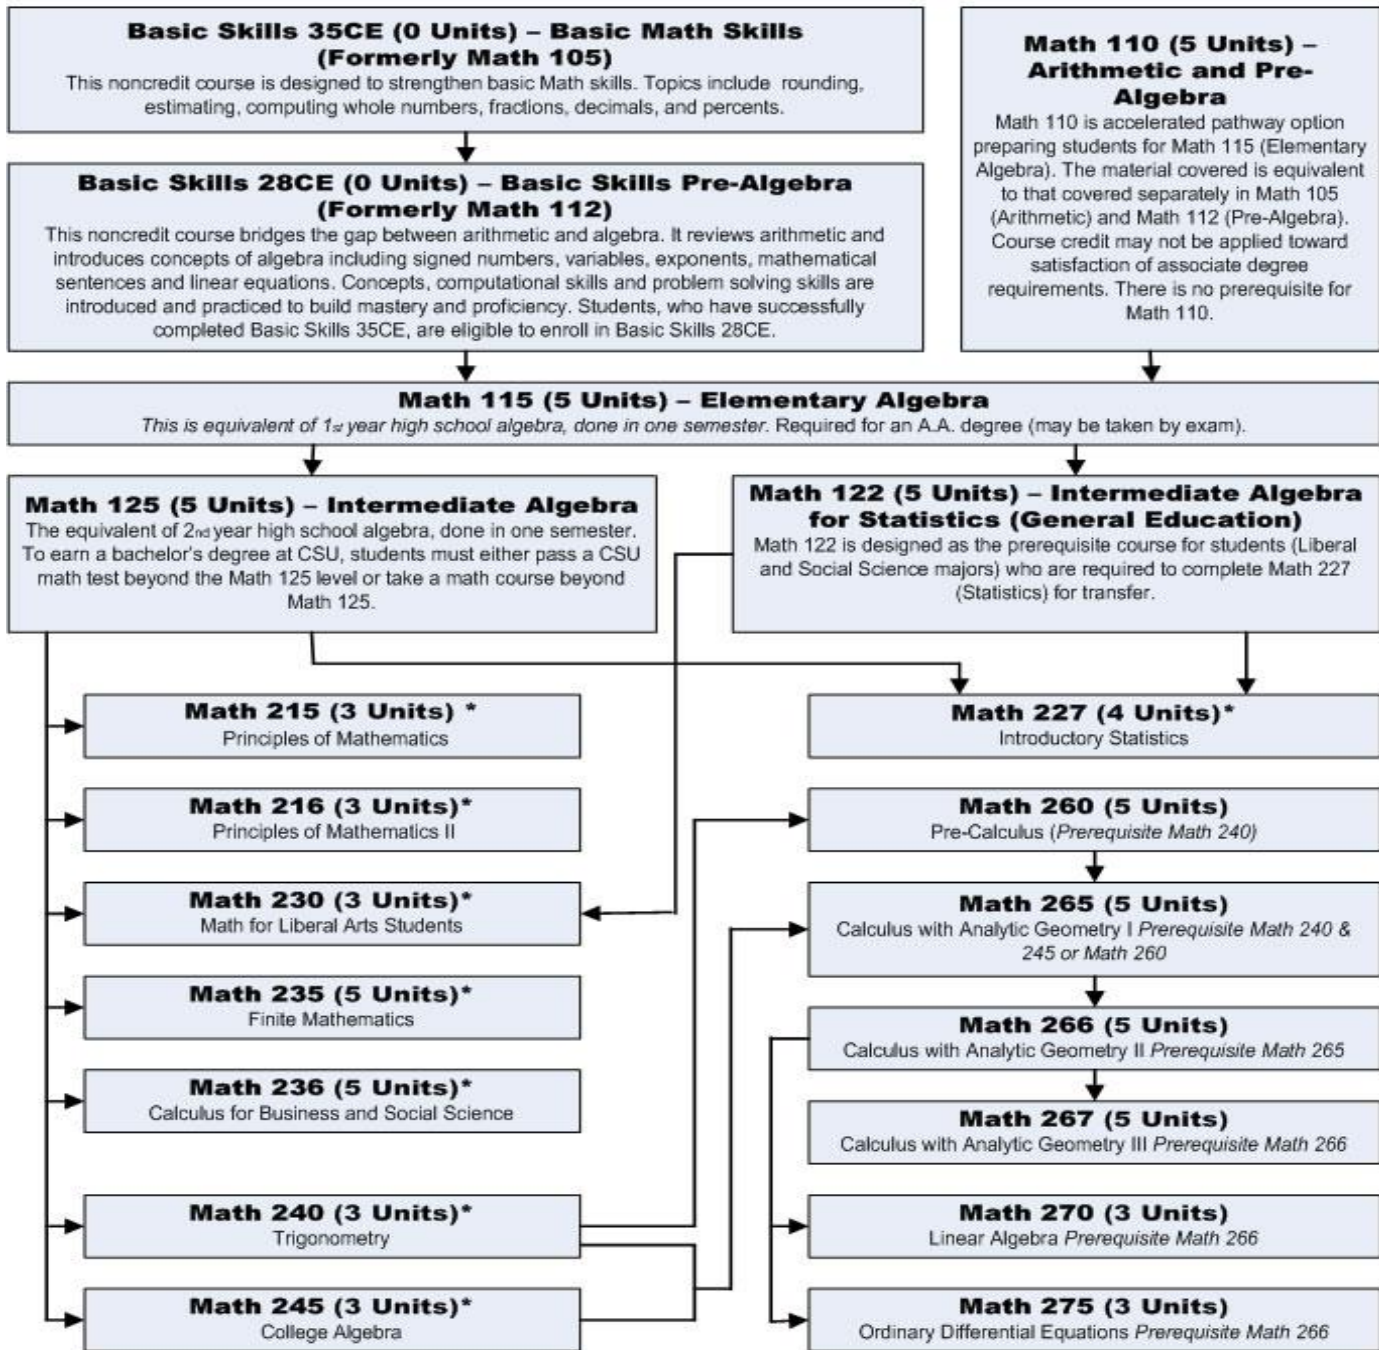 Basic Skills 35CE (0 Units) – Basic Math Skills
(Formerly Math 105)
This noncredit course is designed to strengthen basic Math skills. Topics include rounding,
estimating, computing whole numbers, fractions, decimals, and percents.
Math 110 (5 Units) –
Arithmetic and Pre-
Algebra
Math 110 is accelerated pathway option
preparing students for Math 115 (Elementary
Algebra). The material covered is equivalent
to that covered separately in Math 105
(Arithmetic) and Math 112 (Pre-Algebra).
Course credit may not be applied toward
satisfaction of associate degree
requirements. There is no prerequisite for
Math 110.
Basic Skills 28CE (0 Units) – Basic Skills Pre-Algebra
(Formerly Math 112)
This noncredit course bridges the gap between arithmetic and algebra. It reviews arithmetic and
introduces concepts of algebra including signed numbers, variables, exponents, mathematical
sentences and linear equations. Concepts, computational skills and problem solving skills are
introduced and practiced to build mastery and proficiency. Students, who have successfully
completed Basic Skills 35CE, are eligible to enroll in Basic Skills 28CE.
Math 115 (5 Units) – Elementary Algebra
This is equivalent of 1st year high school algebra, done in one semester. Required for an A.A. degree (may be taken by exam).
Math 125 (5 Units) – Intermediate Algebra
The equivalent of 2nd year high school algebra, done in one semester.
To earn a bachelor's degree at CSU, students must either pass a CSU
math test beyond the Math 125 level or take a math course beyond
Math 125.
Math 122 (5 Units) – Intermediate Algebra
for Statistics (General Education)
Math 122 is designed as the prerequisite course for students (Liberal
and Social Science majors) who are required to complete Math 227
(Statistics) for transfer.
Math 215 (3 Units) *
Principles of Mathematics
Math 216 (3 Units)*
Principles of Mathematics II
Math 230 (3 Units)*
Math for Liberal Arts Students
Math 235 (5 Units)*
Finite Mathematics
Math 236 (5 Units)*
Calculus for Business and Social Science
Math 240 (3 Units)*
Trigonometry
Math 245 (3 Units)*
College Algebra
Math 227 (4 Units)*
Introductory Statistics
Math 260 (5 Units)
Pre-Calculus (Prerequisite Math 240)
Math 265 (5 Units)
Calculus with Analytic Geometry I Prerequisite Math 240 &
245 or Math 260
Math 266 (5 Units)
Calculus with Analytic Geometry II Prerequisite Math 265
Math 267 (5 Units)
Calculus with Analytic Geometry III Prerequisite Math 266
Math 270 (3 Units)
Linear Algebra Prerequisite Math 266
Math 275 (3 Units)
Ordinary Differential Equations Prerequisite Math 266